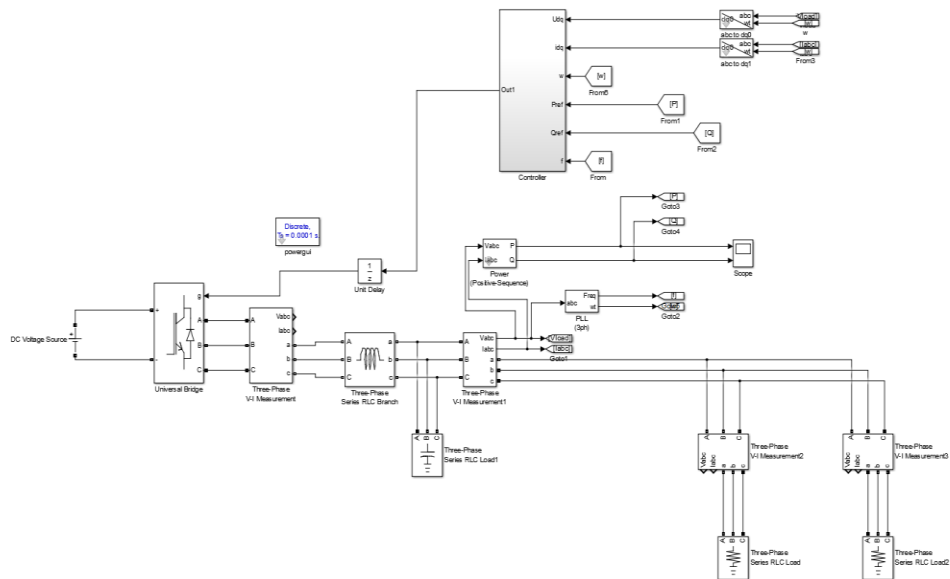 Udq
dq0
abc
wt
w
abc to dq0
idq
dq0
abc
wt
[Iabc]
[w]
abc to dq1
From3
w
[w]
From6
Out1
Pref
[P]
From1
Qref
[Q]
From2
f
[f]
From
Controller
[P]
Goto3
[Q]
Goto4
Discrete,
Ts = 0.0001 s.
powergui
Vabc
P
Iabc
Q
Power
(Positive-Sequence)
Scope
1
z
Unit Delay
abc
Freq
wt
PLL
(3ph)
[f]
Goto2
DC Voltage Source
+
+
-
g
A
B
C
Universal Bridge
A
B
C
Vabc
Iabc
a
b
c
Three-Phase
V-I Measurement
A
B
C
a
b
c
Three-Phase
Series RLC Branch
A
B
C
Vabc
Iabc
a
b
c
Three-Phase
V-I Measurement1
[Iabc]
Goto1
A B C
Three-Phase
Series RLC Load1
A B C
Vabc
Iabc
a b c
Three-Phase
V-I Measurement2
A B C
Vabc
Iabc
a b c
Three-Phase
V-I Measurement3
A B C
Three-Phase
Series RLC Load
A B C
Three-Phase
Series RLC Load2